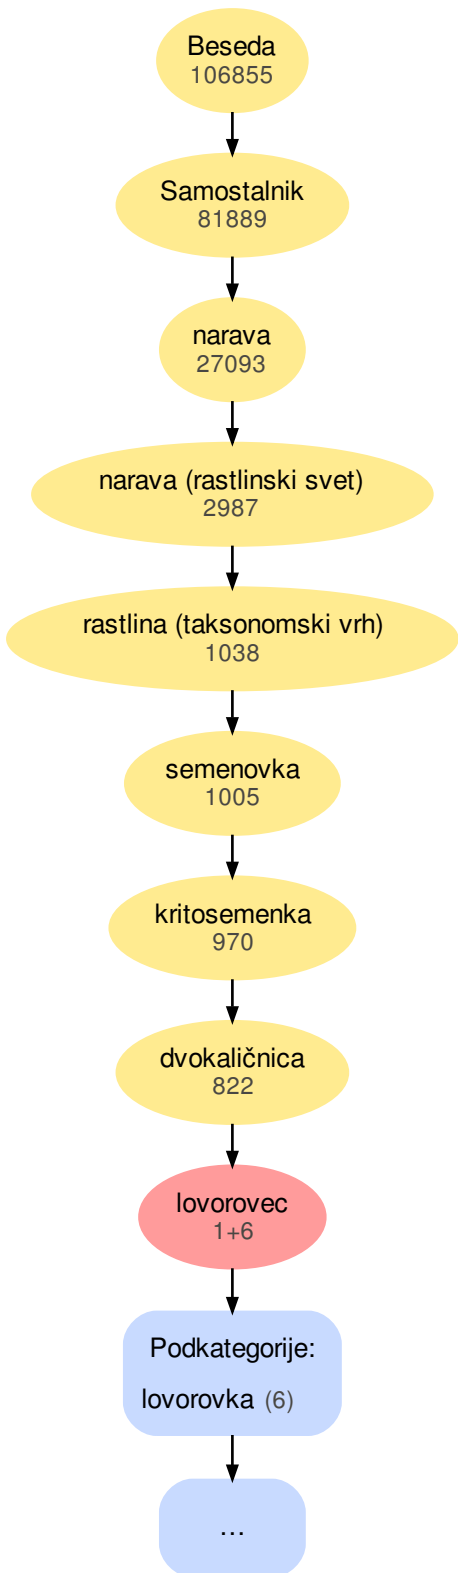 Beseda
106855
Samostalnik
81889
narava
27093
narava (rastlinski svet)
2987
rastlina (taksonomski vrh)
1038
semenovka
1005
kritosemenka
970
dvokaličnica
822
lovorovec
1+6
Podkategorije:
lovorovka (6)
...